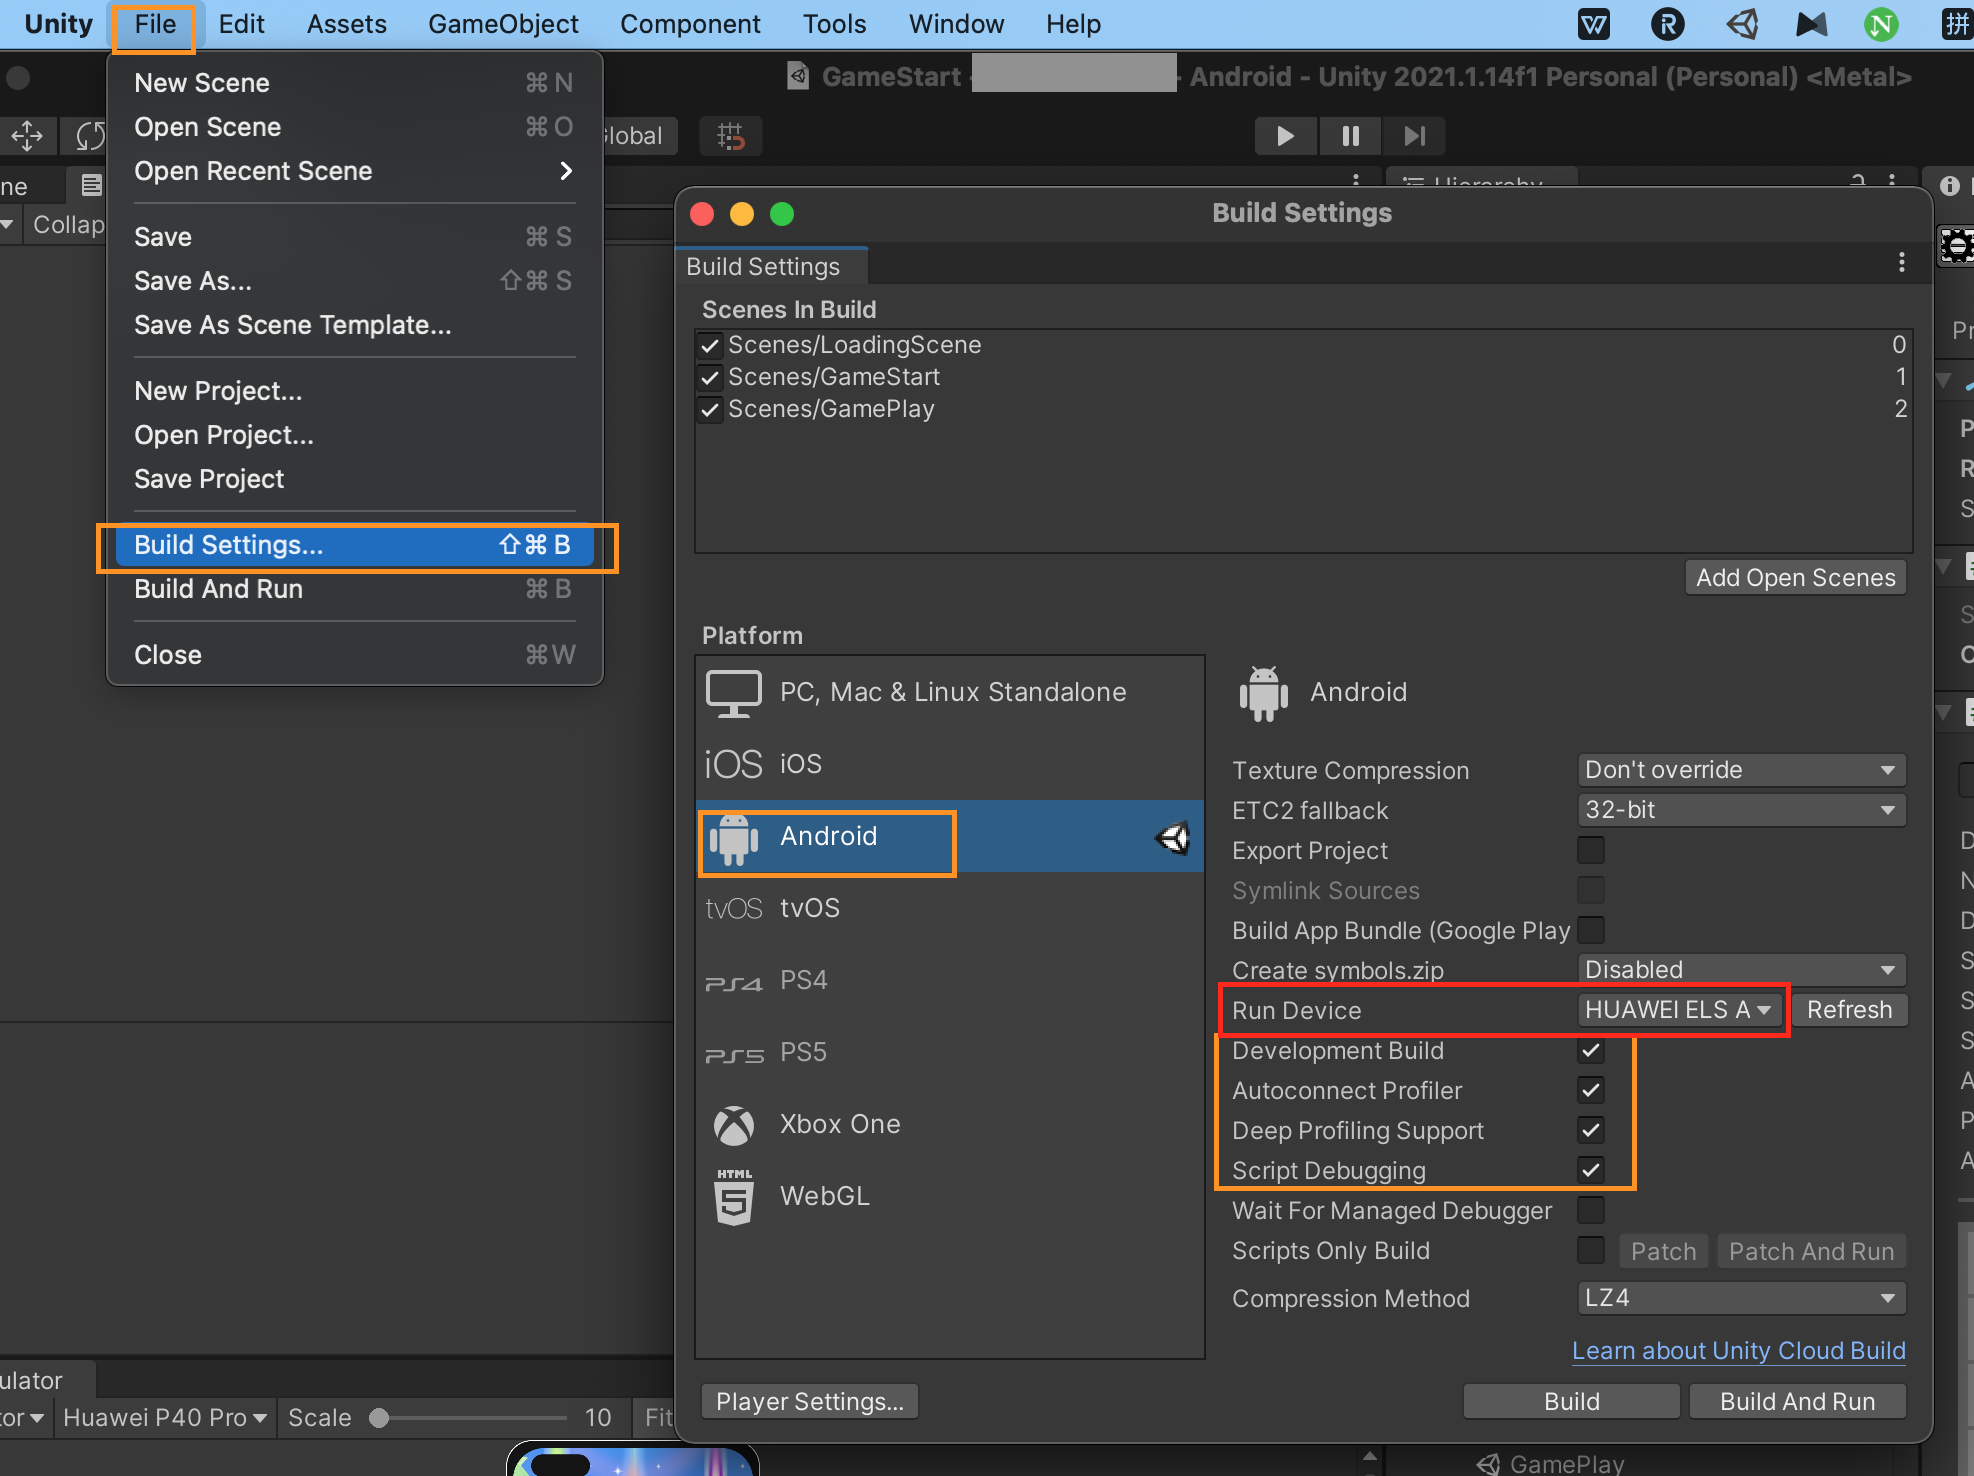 Unity File Edit Assets GameObject Component Tools Window Help
GameStart - - Android - Unity 2021.1.14f1 Personal (Personal) <Metal>
New Scene ⌘ N
Open Scene ⌘ O
Open Recent Scene
Save ⌘ S
Save As... ⇧⌘ S
Save As Scene Template...
New Project...
Open Project...
Save Project
Build Settings... ⇧⌘ B
Build And Run ⌘ B
Close ⌘W
Hierarchy
Build Settings
Build Settings
Scenes In Build
Scenes/LoadingScene 0
Scenes/GameStart 1
Scenes/GamePlay 2
Add Open Scenes
Platform
PC, Mac & Linux Standalone
iOS iOS
Android
tvOS tvOS
PS4 PS4
PS5 PS5
Xbox One
HTML 5 WebGL
Android
Texture Compression Don't override
ETC2 fallback 32-bit
Export Project
Symlink Sources
Build App Bundle (Google Play
Create symbols.zip Disabled
Run Device HUAWEI ELS A Refresh
Development Build
Autoconnect Profiler
Deep Profiling Support
Script Debugging
Wait For Managed Debugger
Scripts Only Build Patch Patch And Run
Compression Method LZ4
Learn about Unity Cloud Build
Player Settings... Build Build And Run
Huawei P40 Pro Scale 10 Fit
GamePlay